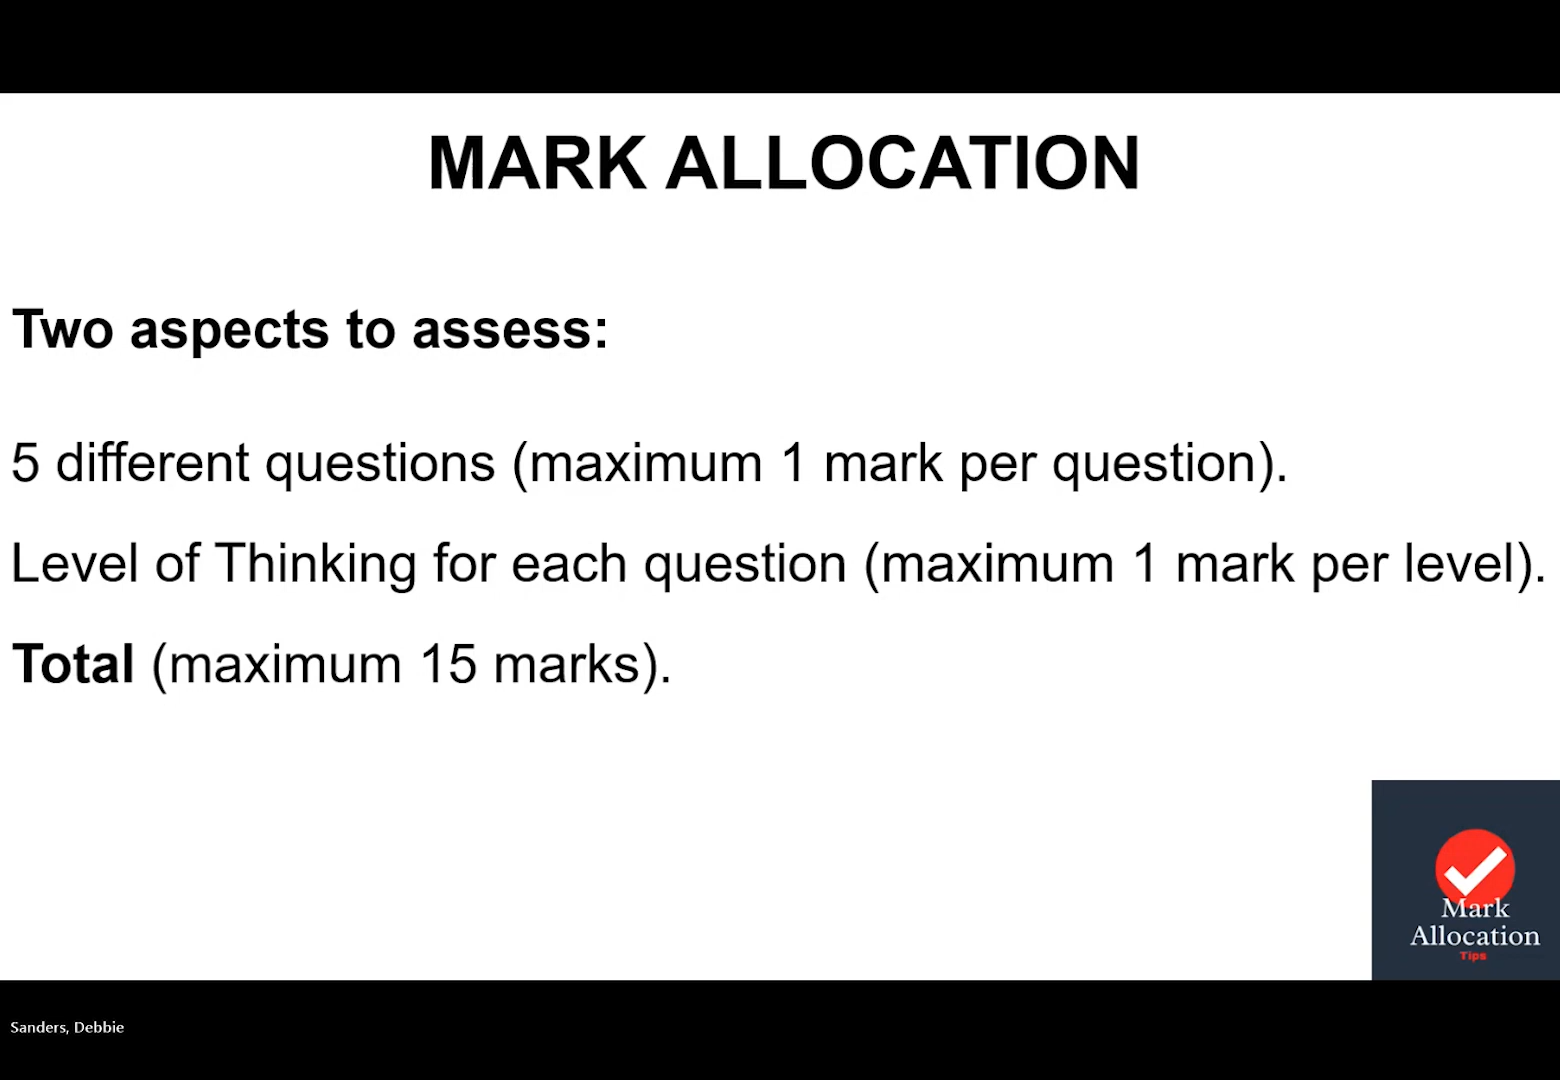 MARK ALLOCATION
Two aspects to assess:
5 different questions (maximum 1 mark per question).
Level of Thinking for each question (maximum 1 mark per level).
Total (maximum 15 marks).
Mark
Allocation
Tips
Sanders, Debbie